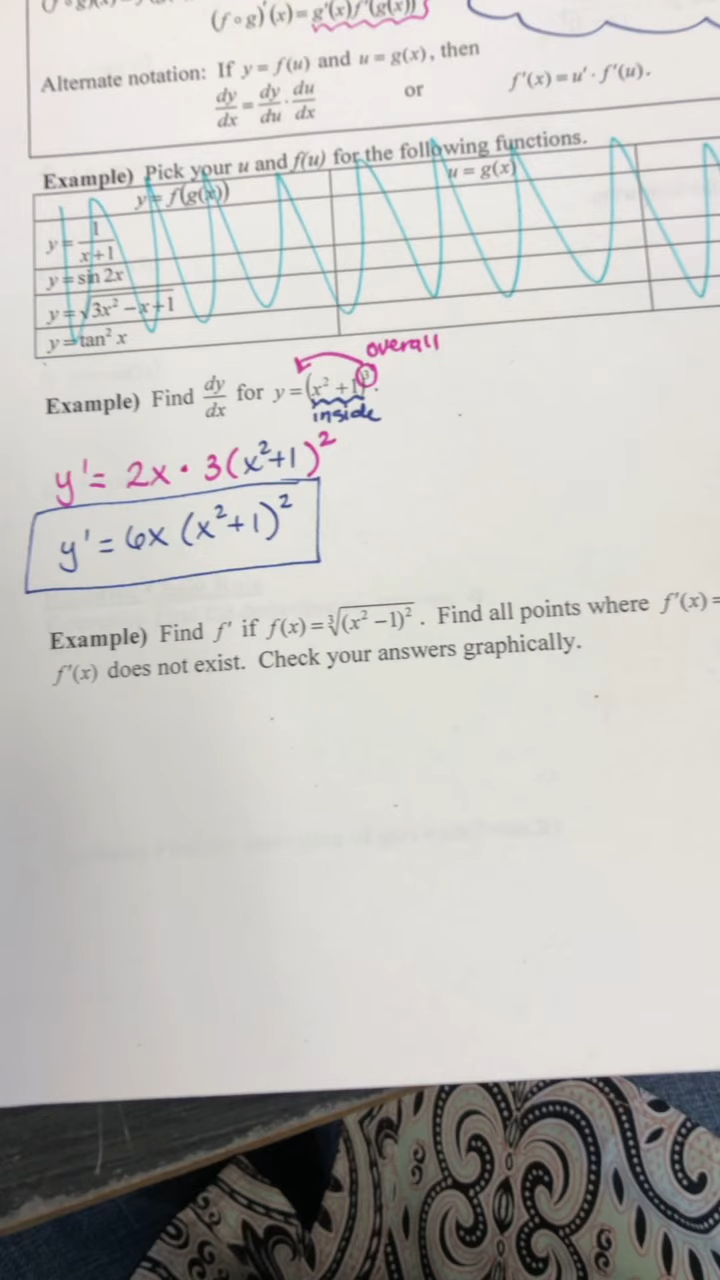 (f∘g)'(x) = g'(x)f'(g(x))
Alternate notation: If y = f(u) and u = g(x), then
dy/dx = dy/du · du/dx or f'(x) = u' · f'(u).
Example) Pick your u and f(u) for the following functions.
y = f(g(x)) u = g(x)
y = 1/(x+1)
y = sin 2x
y = √(3x² − x + 1)
y = tan² x
overall
Example) Find dy/dx for y = (x² + 1)³.
inside
y' = 2x · 3(x²+1)²
y' = 6x (x²+1)²
Example) Find f' if f(x) = ∛((x² − 1)²). Find all points where f'(x) =
f'(x) does not exist. Check your answers graphically.